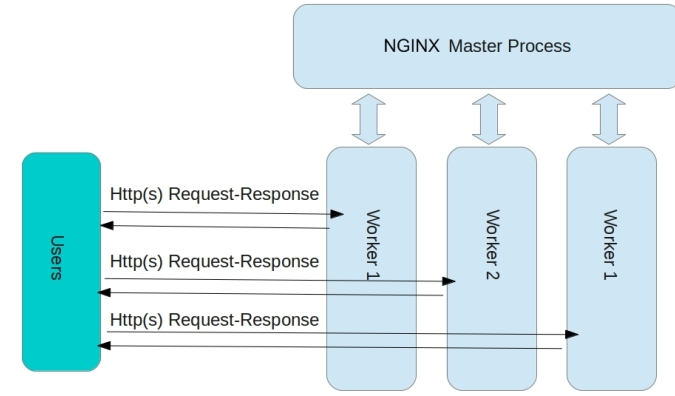 NGINX Master Process
Http(s) Request-Response
Http(s) Request-Response
Http(s) Request-Response
Users
Worker 1
Worker 2
Worker 1